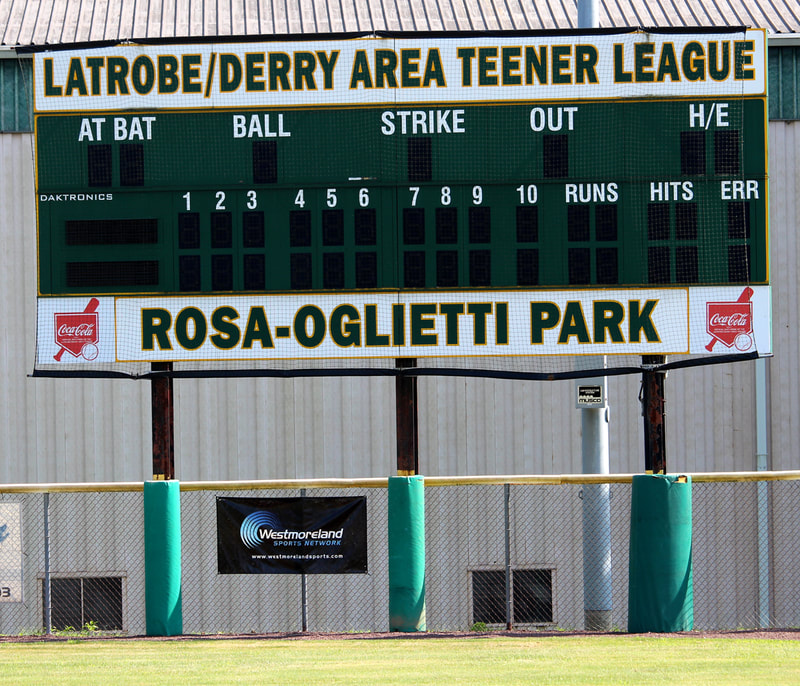 LATROBE/DERRY AREA TEENER LEAGUE
AT BAT BALL STRIKE OUT H/E
DAKTRONICS
1 2 3 4 5 6 7 8 9 10 RUNS HITS ERR
Coca-Cola
ROSA-OGLIETTI PARK
Coca-Cola
MUSCO
Westmoreland
SPORTS NETWORK
www.westmorelandsports.com
03